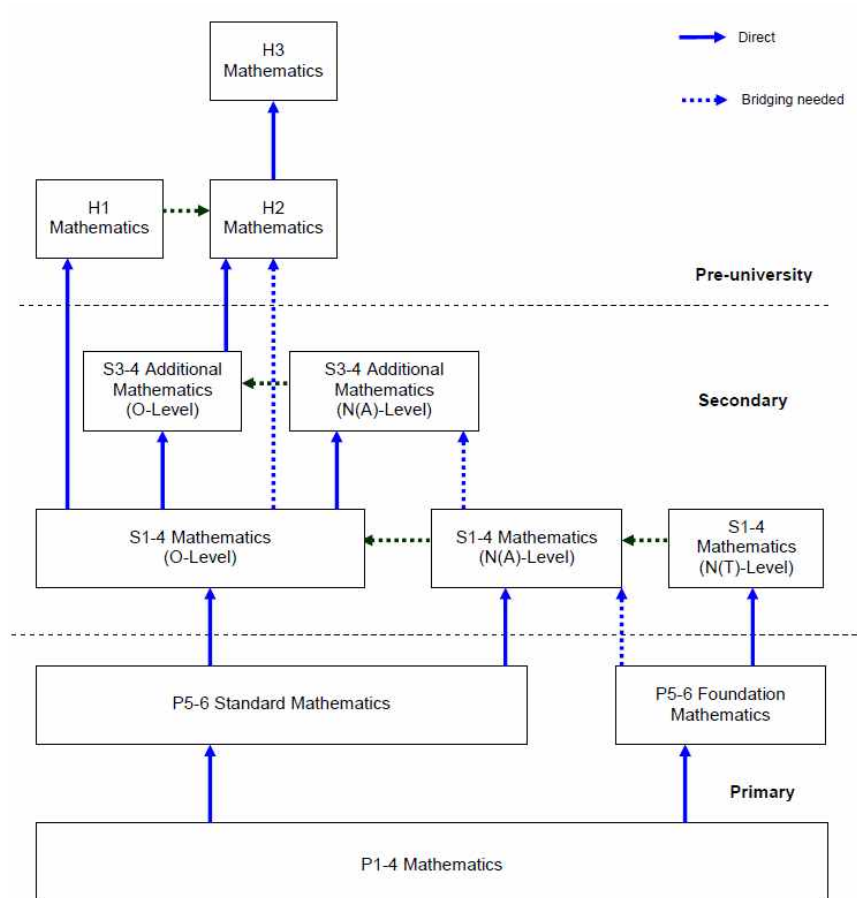 H3
Mathematics
Direct
Bridging needed
H1
Mathematics
H2
Mathematics
Pre-university
S3-4 Additional
Mathematics
(O-Level)
S3-4 Additional
Mathematics
(N(A)-Level)
Secondary
S1-4 Mathematics
(O-Level)
S1-4 Mathematics
(N(A)-Level)
S1-4
Mathematics
(N(T)-Level)
P5-6 Standard Mathematics
P5-6 Foundation
Mathematics
Primary
P1-4 Mathematics